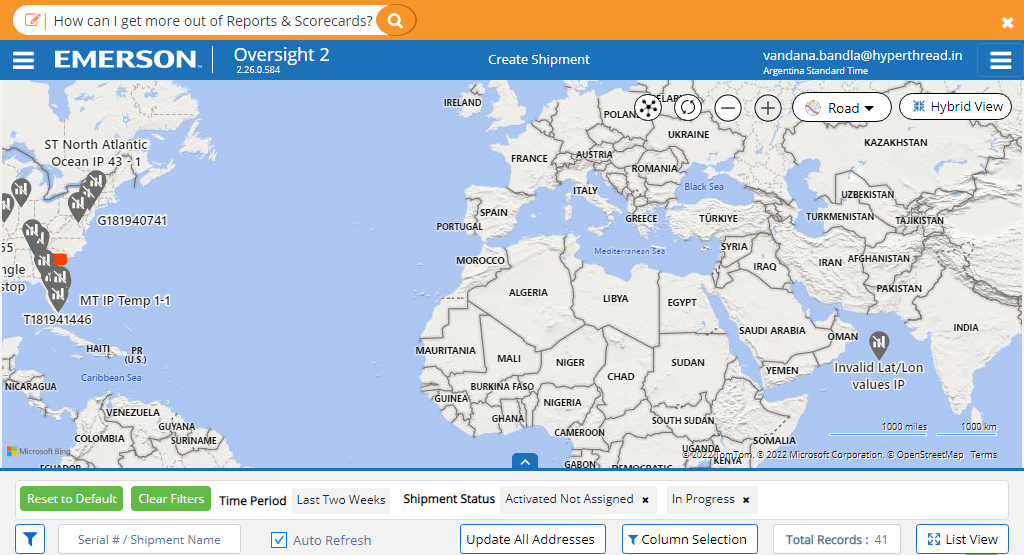 How can I get more out of Reports & Scorecards?
EMERSON
Oversight 2
2.26.0.584
Create Shipment
vandana.bandla@hyperthread.in
Argentina Standard Time
IRELAND
POLAN
ELAR
Road
Hybrid View
UKRAINE
KAZAKHSTAN
ST North Atlantic
Ocean IP 43 - 1
FRANCE
AUSTRIA
ROMANIA
ITALY
Black Sea
UZBEKISTAN
G181940741
PORTUGAL
SPAIN
GREECE
TÜRKIYE
TURKMENISTAN
TAJIKISTAN
55
ngle
stop
Mediterranean Sea
SYRIA
MOROCCO
IRAQ
IRAN
AFGHANISTAN
PAKISTAN
MT IP Temp 1-1
T181941446
ALGERIA
LIBYA
EGYPT
SAUDI ARABIA
OMAN
INDIA
HAITI
PR
(U.S.)
MAURITANIA
MALI
NIGER
CHAD
SUDAN
YEMEN
Invalid Lat/Lon
values IP
Caribbean Sea
NICARAGUA
BURKINA FASO
GUINEA
NIGERIA
GHANA
VENEZUELA
GUYANA
COLOMBIA
SURINAME
CAMEROON
SOUTH SUDAN
SOMALIA
1000 miles
1000 km
Microsoft Bing
UGANDA
KENYA
© 2022 TomTom, © 2022 Microsoft Corporation, © OpenStreetMap
Terms
ECUADOR
GABON
DEMOCRATIC
Reset to Default
Clear Filters
Time Period
Last Two Weeks
Shipment Status
Activated Not Assigned ×
In Progress ×
Serial # / Shipment Name
Auto Refresh
Update All Addresses
Column Selection
Total Records : 41
List View